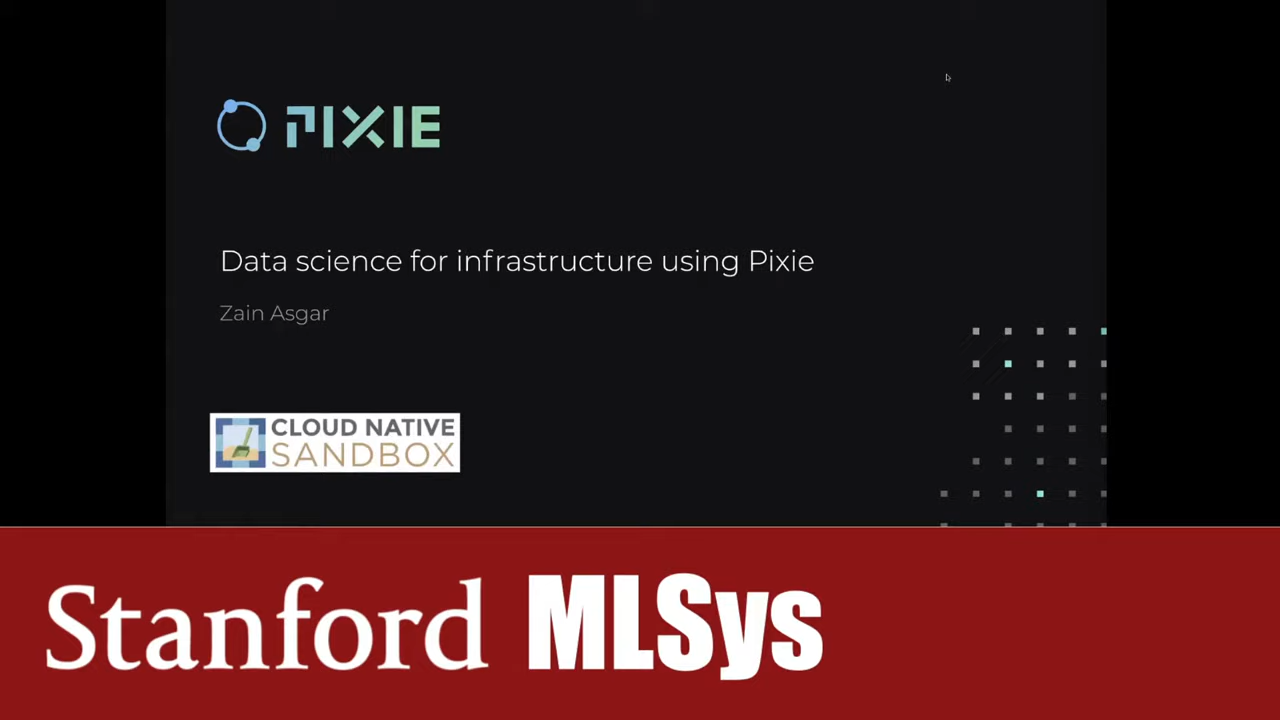 PIXIE
Data science for infrastructure using Pixie
Zain Asgar
CLOUD NATIVE
SANDBOX
Stanford MLSys